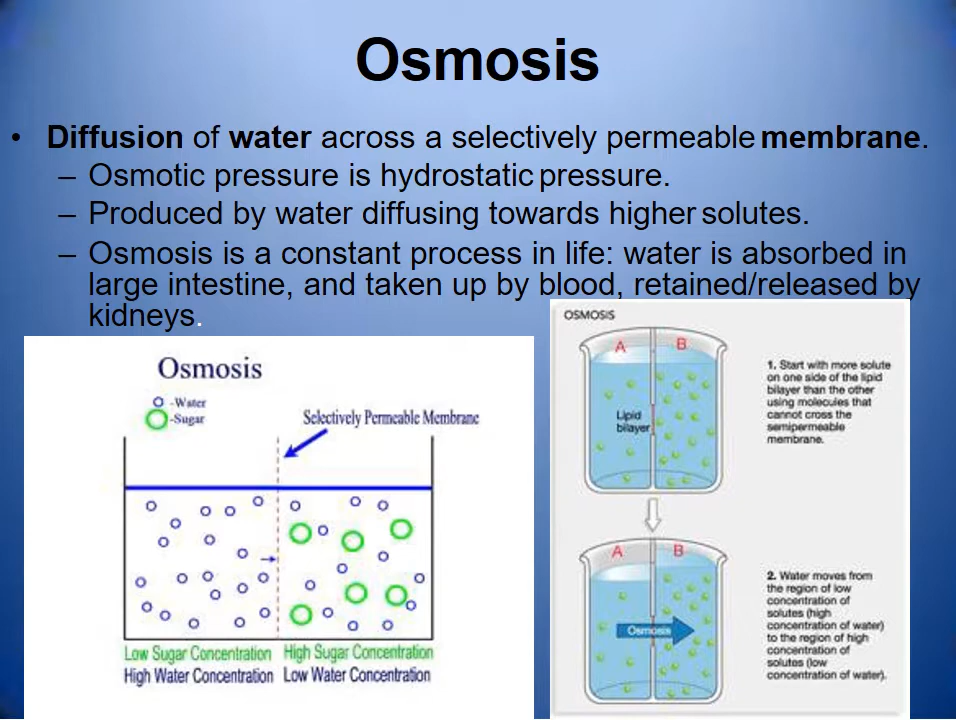 Osmosis
• Diffusion of water across a selectively permeable membrane.
– Osmotic pressure is hydrostatic pressure.
– Produced by water diffusing towards higher solutes.
– Osmosis is a constant process in life: water is absorbed in
large intestine, and taken up by blood, retained/released by
kidneys.
Osmosis
-Water
-Sugar
Selectively Permeable Membrane
Low Sugar Concentration
High Water Concentration
High Sugar Concentration
Low Water Concentration
OSMOSIS
A
B
Lipid
bilayer
1. Start with more solute
on one side of the lipid
bilayer than the other
using molecules that
cannot cross the
semipermeable
membrane.
A
B
Osmosis
2. Water moves from
the region of low
concentration of
solutes (high
concentration of water)
to the region of high
concentration of
solutes (low
concentration of water).